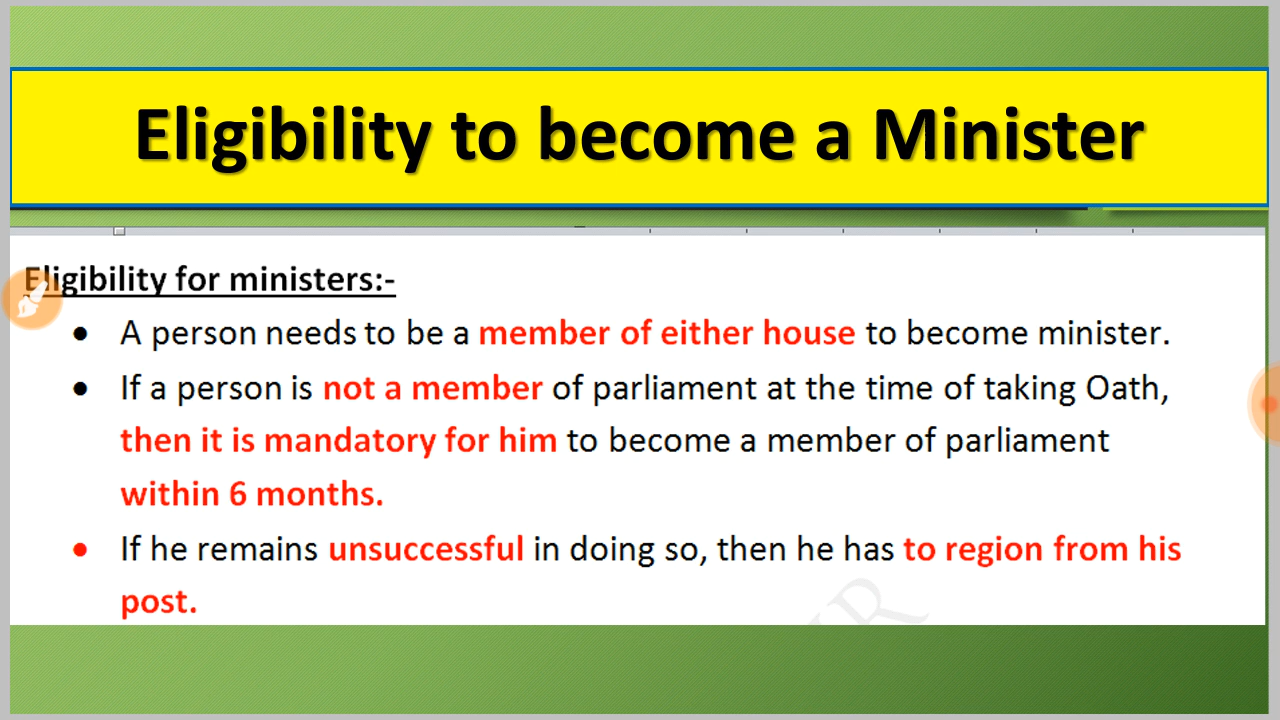 Eligibility to become a Minister
Eligibility for ministers:-
• A person needs to be a member of either house to become minister.
• If a person is not a member of parliament at the time of taking Oath,
then it is mandatory for him to become a member of parliament
within 6 months.
• If he remains unsuccessful in doing so, then he has to region from his
post.